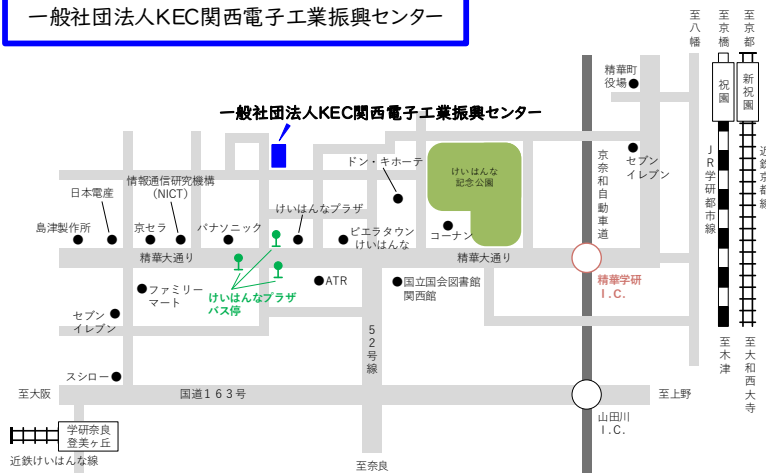 一般社団法人KEC関西電子工業振興センター
至八幡
至京橋
至京都
精華町
役場
祝園
新祝園
一般社団法人KEC関西電子工業振興センター
ドン・キホーテ
けいはんな
記念公園
京奈和自動車道
セブン
イレブン
JR学研都市線
近鉄京都線
情報通信研究機構
(NICT)
日本電産
けいはんなプラザ
島津製作所
京セラ
パナソニック
ピエラタウン
けいはんな
コーナン
精華大通り
精華大通り
ファミリー
マート
けいはんなプラザ
バス停
ATR
国立国会図書館
関西館
精華学研
I.C.
セブン
イレブン
52号線
至木津
至大和西大寺
スシロー
至大阪
国道163号
至上野
山田川
I.C.
学研奈良
登美ヶ丘
近鉄けいはんな線
至奈良